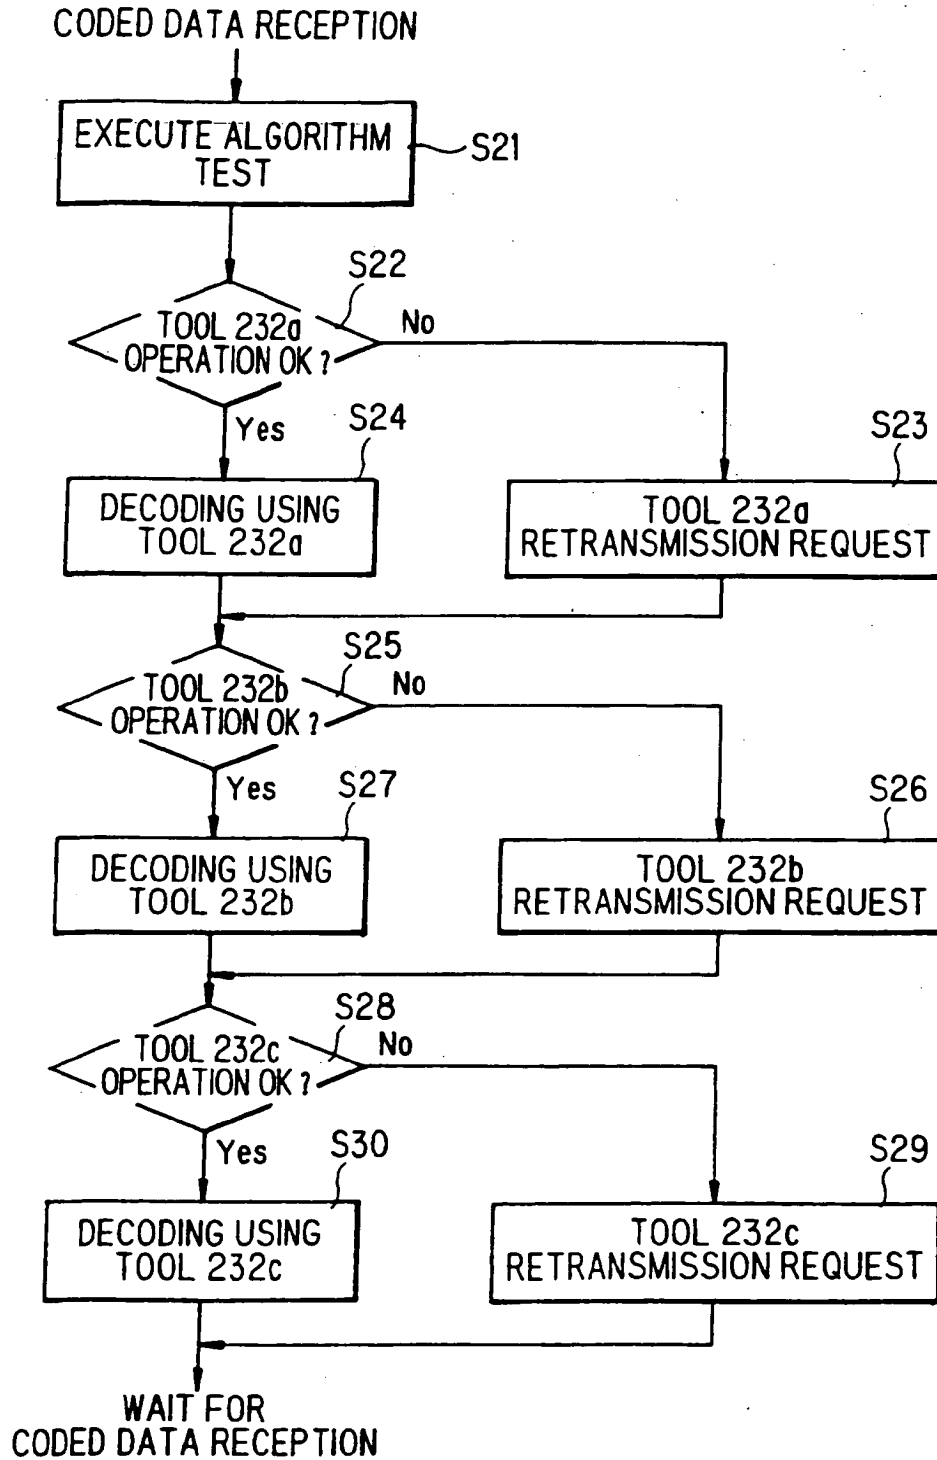 CODED DATA RECEPTION
EXECUTE ALGORITHM
TEST
S21
S22
TOOL 232a
OPERATION OK ?
No
Yes
S24
S23
DECODING USING
TOOL 232a
TOOL 232a
RETRANSMISSION REQUEST
S25
TOOL 232b
OPERATION OK ?
No
Yes
S27
S26
DECODING USING
TOOL 232b
TOOL 232b
RETRANSMISSION REQUEST
S28
TOOL 232c
OPERATION OK ?
No
Yes
S30
S29
DECODING USING
TOOL 232c
TOOL 232c
RETRANSMISSION REQUEST
WAIT FOR
CODED DATA RECEPTION